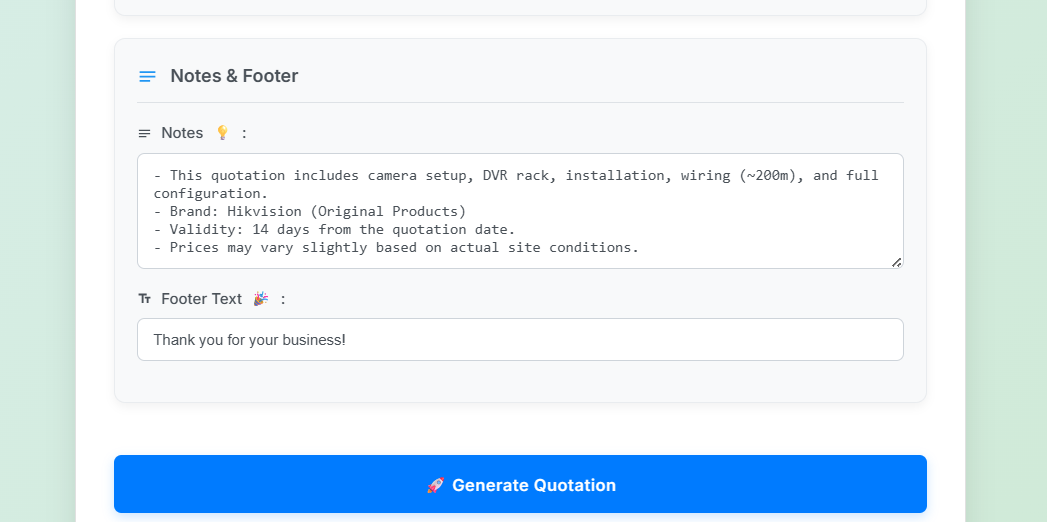 Notes & Footer
Notes 💡 :
- This quotation includes camera setup, DVR rack, installation, wiring (~200m), and full
configuration.
- Brand: Hikvision (Original Products)
- Validity: 14 days from the quotation date.
- Prices may vary slightly based on actual site conditions.
Footer Text 🎉 :
Thank you for your business!
🚀 Generate Quotation